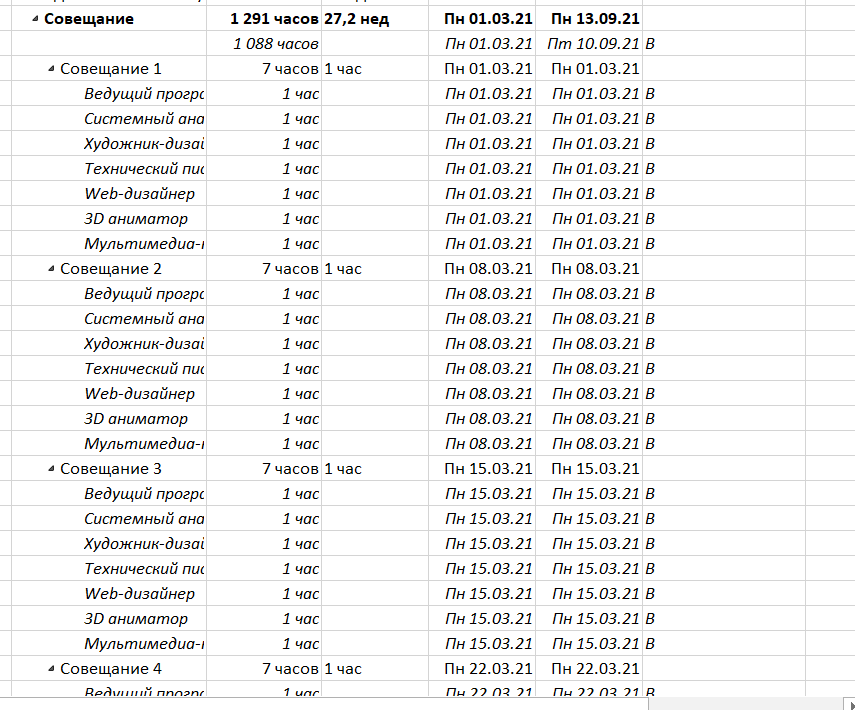 Совещание 1 291 часов 27,2 нед Пн 01.03.21 Пн 13.09.21
1 088 часов Пн 01.03.21 Пт 10.09.21 В
Совещание 1 7 часов 1 час Пн 01.03.21 Пн 01.03.21
Ведущий програ 1 час Пн 01.03.21 Пн 01.03.21 В
Системный ана 1 час Пн 01.03.21 Пн 01.03.21 В
Художник-дизай 1 час Пн 01.03.21 Пн 01.03.21 В
Технический пис 1 час Пн 01.03.21 Пн 01.03.21 В
Web-дизайнер 1 час Пн 01.03.21 Пн 01.03.21 В
3D аниматор 1 час Пн 01.03.21 Пн 01.03.21 В
Мультимедиа- 1 час Пн 01.03.21 Пн 01.03.21 В
Совещание 2 7 часов 1 час Пн 08.03.21 Пн 08.03.21
Ведущий програ 1 час Пн 08.03.21 Пн 08.03.21 В
Системный ана 1 час Пн 08.03.21 Пн 08.03.21 В
Художник-дизай 1 час Пн 08.03.21 Пн 08.03.21 В
Технический пис 1 час Пн 08.03.21 Пн 08.03.21 В
Web-дизайнер 1 час Пн 08.03.21 Пн 08.03.21 В
3D аниматор 1 час Пн 08.03.21 Пн 08.03.21 В
Мультимедиа- 1 час Пн 08.03.21 Пн 08.03.21 В
Совещание 3 7 часов 1 час Пн 15.03.21 Пн 15.03.21
Ведущий програ 1 час Пн 15.03.21 Пн 15.03.21 В
Системный ана 1 час Пн 15.03.21 Пн 15.03.21 В
Художник-дизай 1 час Пн 15.03.21 Пн 15.03.21 В
Технический пис 1 час Пн 15.03.21 Пн 15.03.21 В
Web-дизайнер 1 час Пн 15.03.21 Пн 15.03.21 В
3D аниматор 1 час Пн 15.03.21 Пн 15.03.21 В
Мультимедиа- 1 час Пн 15.03.21 Пн 15.03.21 В
Совещание 4 7 часов 1 час Пн 22.03.21 Пн 22.03.21
Ведущий програ 1 час Пн 22.03.21 Пн 22.03.21 В